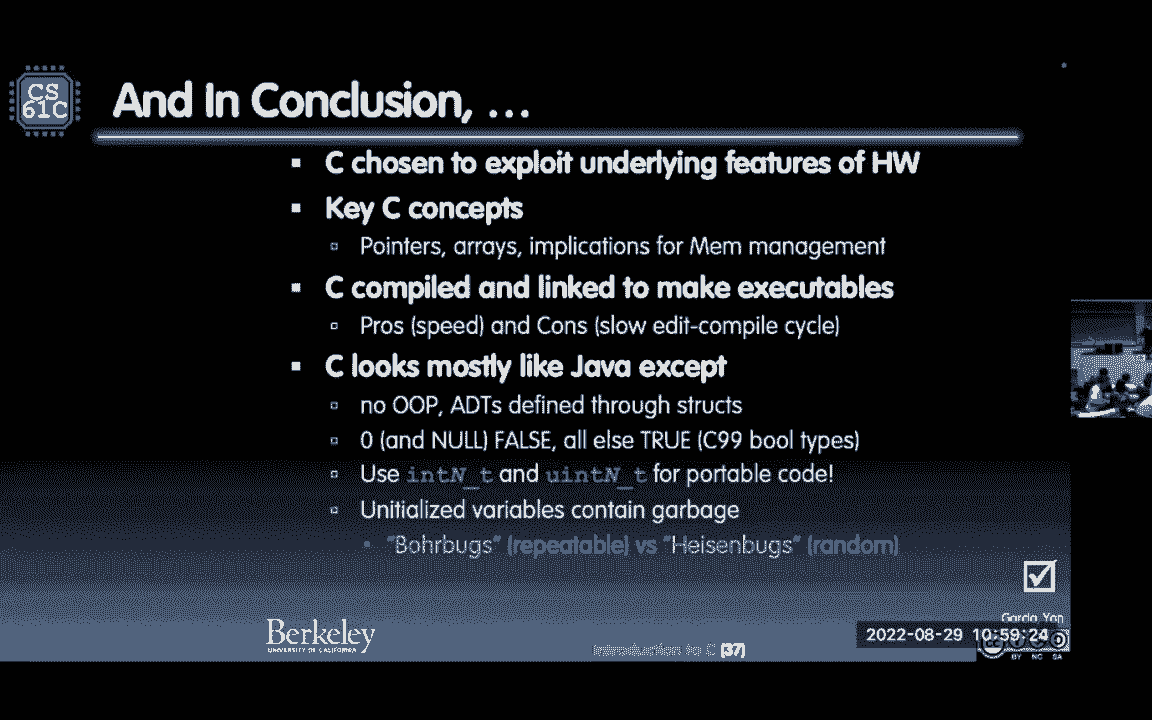 CS
61C
And In Conclusion, …
C chosen to exploit underlying features of HW
Key C concepts
Pointers, arrays, implications for Mem management
C compiled and linked to make executables
Pros (speed) and Cons (slow edit-compile cycle)
C looks mostly like Java except
no OOP, ADTs defined through structs
0 (and NULL) FALSE, all else TRUE (C99 bool types)
Use intN_t and uintN_t for portable code!
Unitialized variables contain garbage
"Bohrbugs" (repeatable) vs "Heisenbugs" (random)
Berkeley
UNIVERSITY OF CALIFORNIA
Introduction to C (37)
2022-08-29 10:59:24
BY NC SA